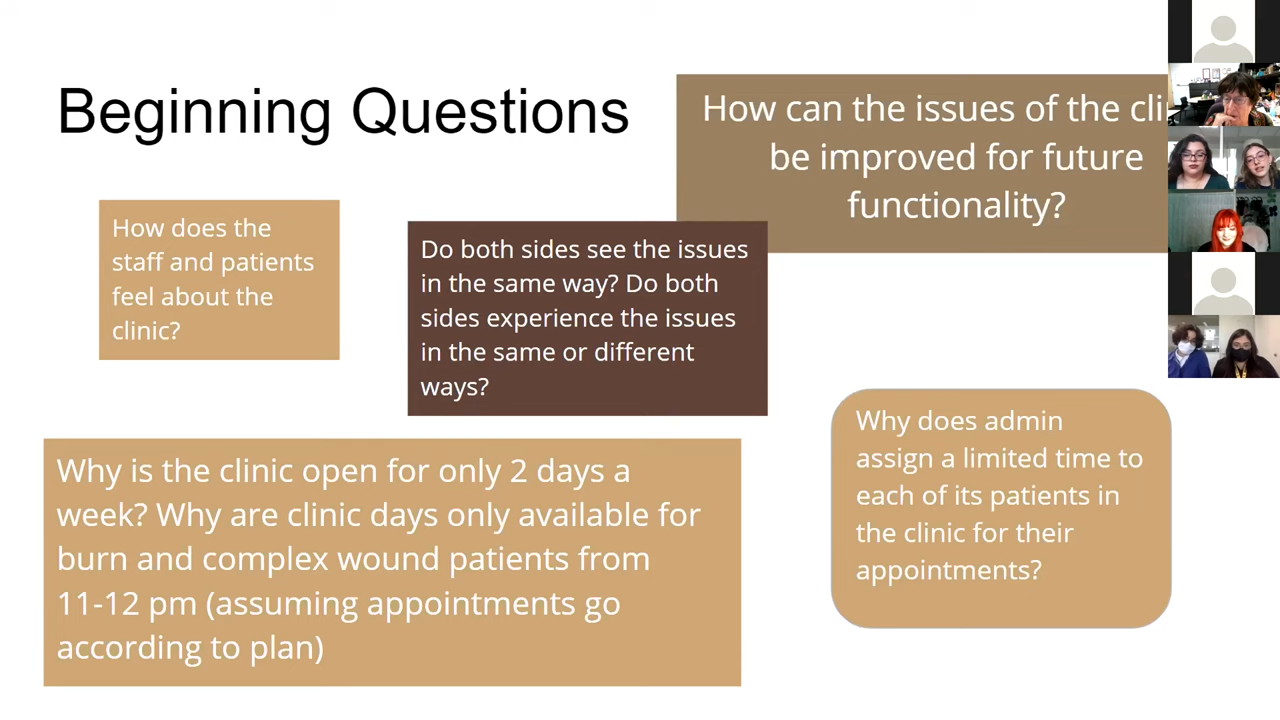 Beginning Questions
How can the issues of the
be improved for future
functionality?
How does the
staff and patients
feel about the
clinic?
Do both sides see the issues
in the same way? Do both
sides experience the issues
in the same or different
ways?
Why is the clinic open for only 2 days a
week? Why are clinic days only available for
burn and complex wound patients from
11-12 pm (assuming appointments go
according to plan)
Why does admin
assign a limited time to
each of its patients in
the clinic for their
appointments?